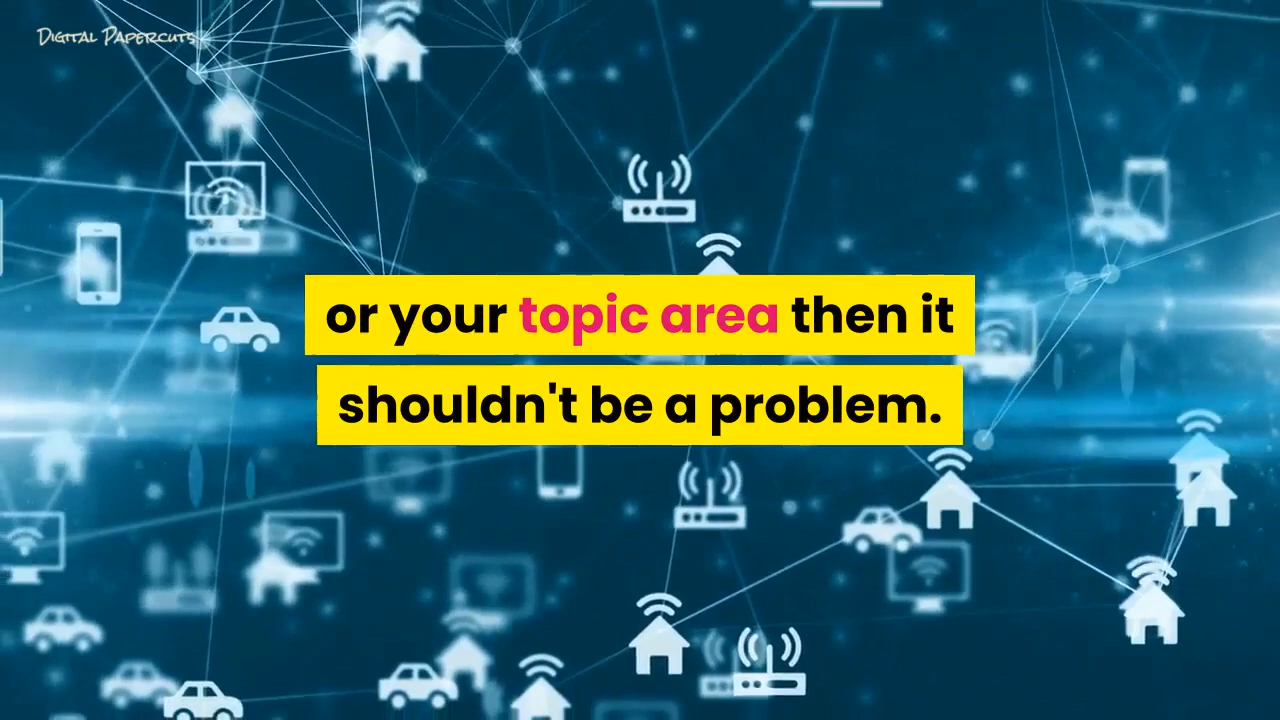 Digital Papercuts
or your topic area then it
shouldn't be a problem.